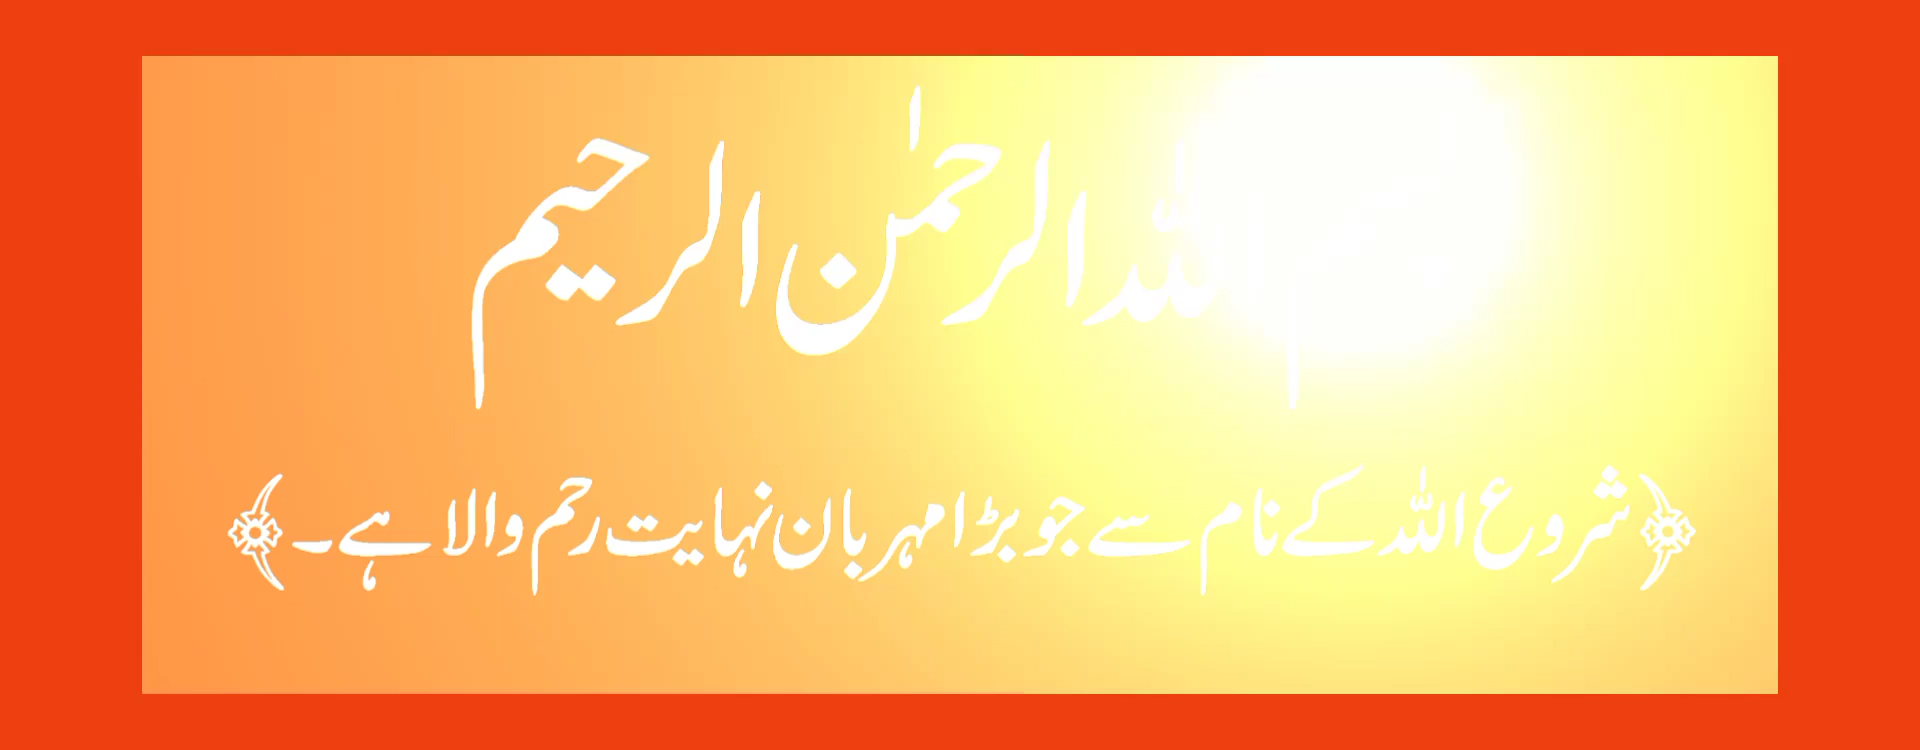 اللہ الرحمٰن الرحیم
﴿شروع اللہ کے نام سے جو بڑا مہربان نہایت رحم والا ہے۔﴾